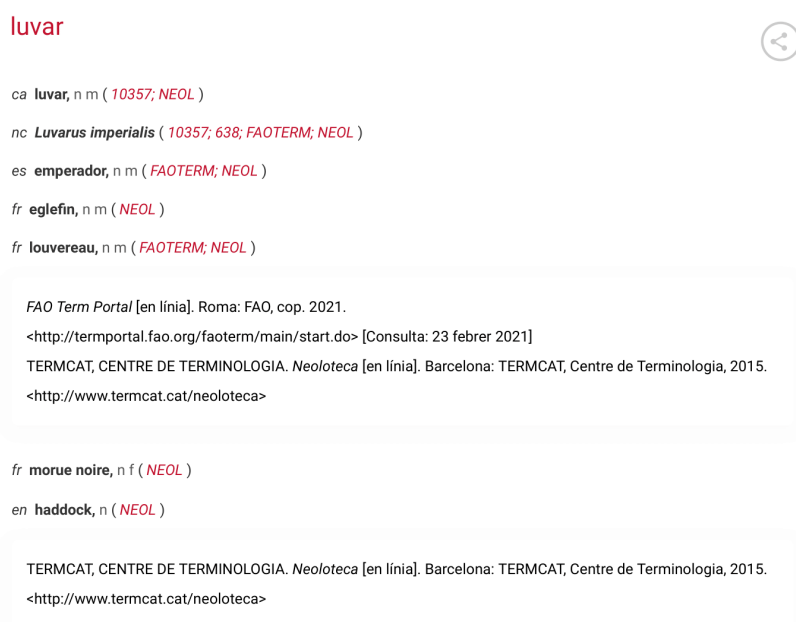 luvar
ca luvar, n m ( 10357; NEOL )
nc Luvarus imperialis ( 10357; 638; FAOTERM; NEOL )
es emperador, n m ( FAOTERM; NEOL )
fr eglefin, n m ( NEOL )
fr louvereau, n m ( FAOTERM; NEOL )
FAO Term Portal [en línia]. Roma: FAO, cop. 2021.
<http://termportal.fao.org/faoterm/main/start.do> [Consulta: 23 febrer 2021]
TERMCAT, CENTRE DE TERMINOLOGIA. Neoloteca [en línia]. Barcelona: TERMCAT, Centre de Terminologia, 2015.
<http://www.termcat.cat/neoloteca>
fr morue noire, n f ( NEOL )
en haddock, n ( NEOL )
TERMCAT, CENTRE DE TERMINOLOGIA. Neoloteca [en línia]. Barcelona: TERMCAT, Centre de Terminologia, 2015.
<http://www.termcat.cat/neoloteca>